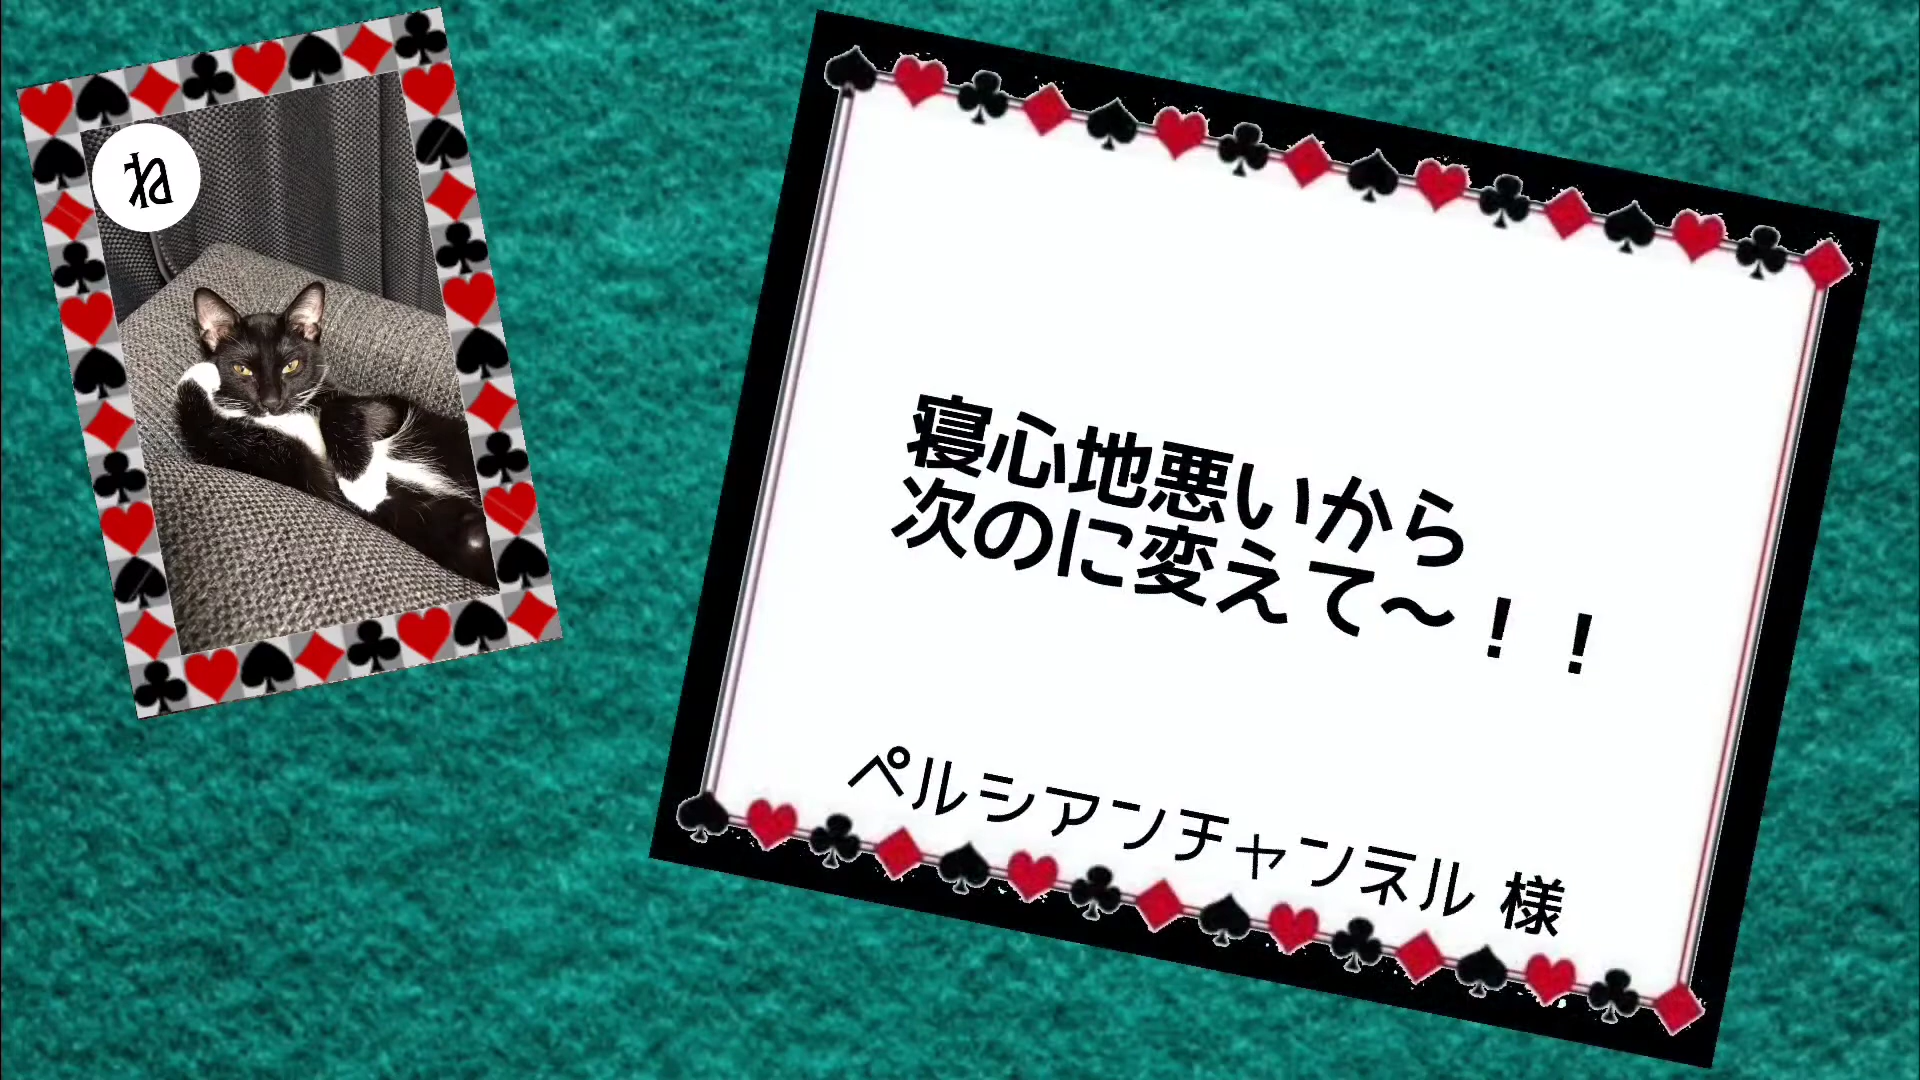 ね
寝心地悪いから
次のに変えて～！！
ペルシアンチャンネル 様